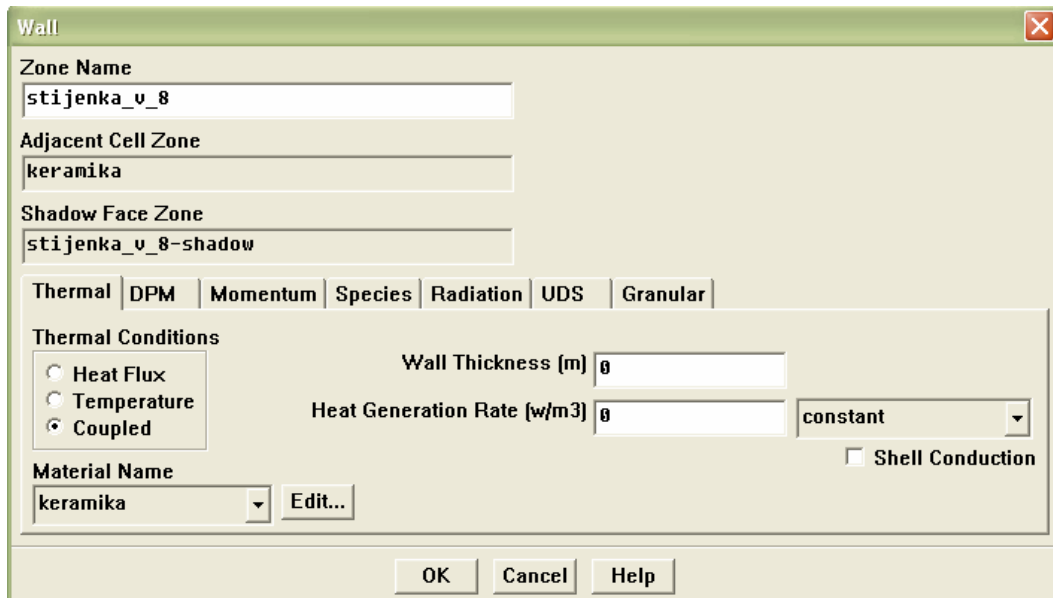 Wall
Zone Name
stijenka_v_8
Adjacent Cell Zone
keramika
Shadow Face Zone
stijenka_v_8-shadow
Thermal DPM Momentum Species Radiation UDS Granular
Thermal Conditions
Heat Flux
Temperature
Coupled
Wall Thickness (m) 0
Heat Generation Rate (w/m3) 0 constant
Shell Conduction
Material Name
keramika Edit...
OK Cancel Help